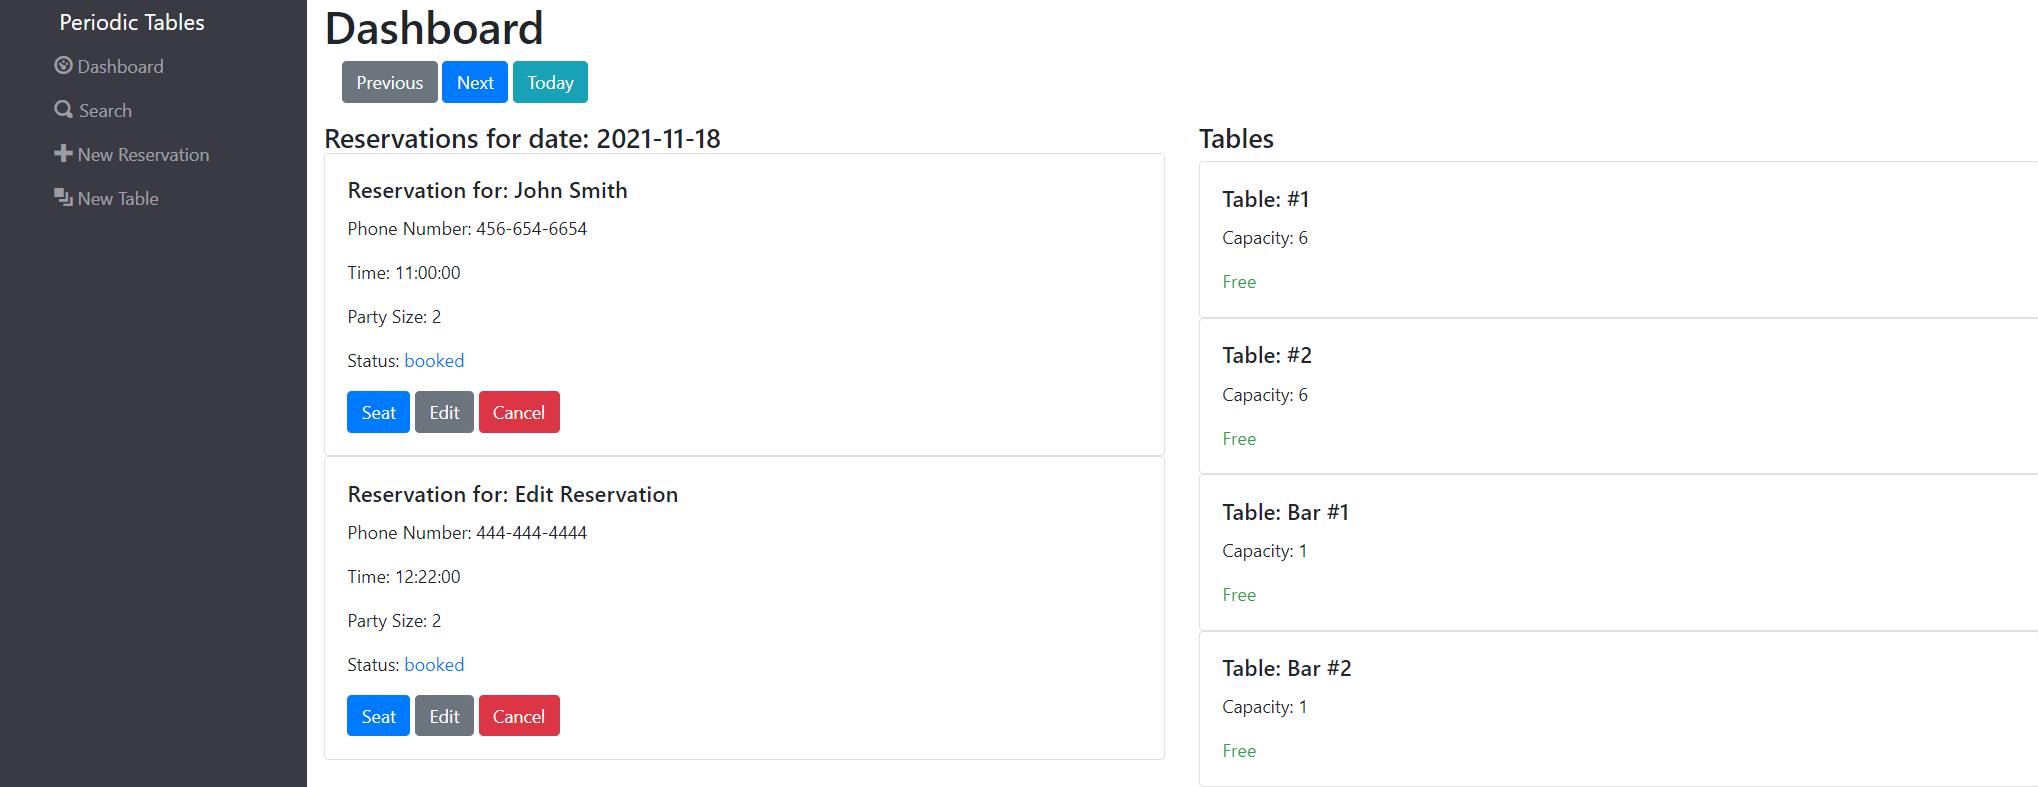 Periodic Tables
Dashboard
Search
New Reservation
New Table
Dashboard
Previous Next Today
Reservations for date: 2021-11-18
Reservation for: John Smith
Phone Number: 456-654-6654
Time: 11:00:00
Party Size: 2
Status: booked
Seat Edit Cancel
Reservation for: Edit Reservation
Phone Number: 444-444-4444
Time: 12:22:00
Party Size: 2
Status: booked
Seat Edit Cancel
Tables
Table: #1
Capacity: 6
Free
Table: #2
Capacity: 6
Free
Table: Bar #1
Capacity: 1
Free
Table: Bar #2
Capacity: 1
Free